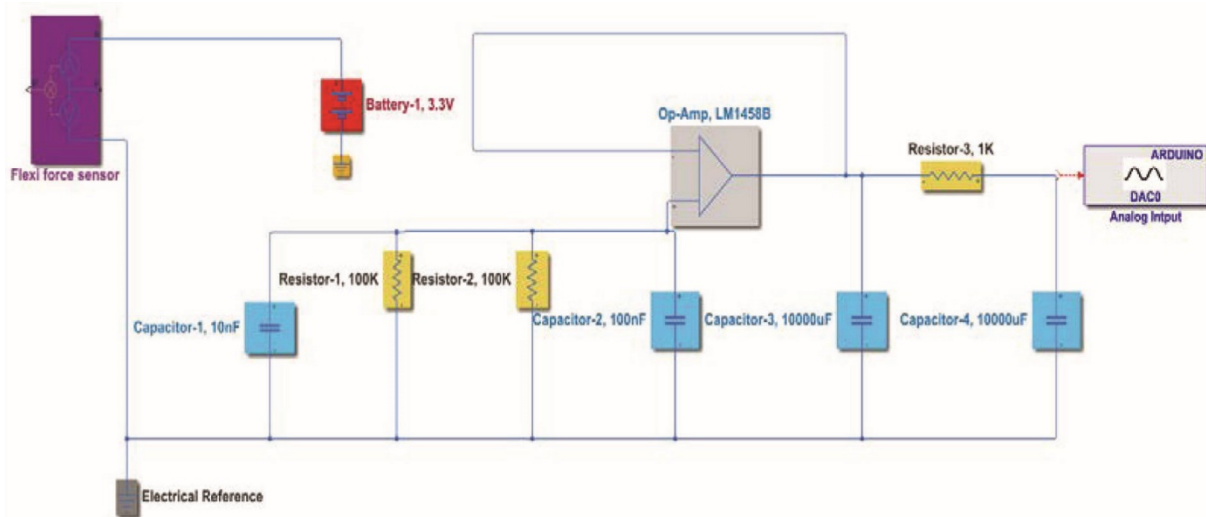 Flexi force sensor
Battery-1, 3.3V
Op-Amp, LM1458B
Resistor-3, 1K
ARDUINO
DAC0
Analog Intput
Resistor-1, 100K
Resistor-2, 100K
Capacitor-1, 10nF
Capacitor-2, 100nF
Capacitor-3, 10000uF
Capacitor-4, 10000uF
Electrical Reference